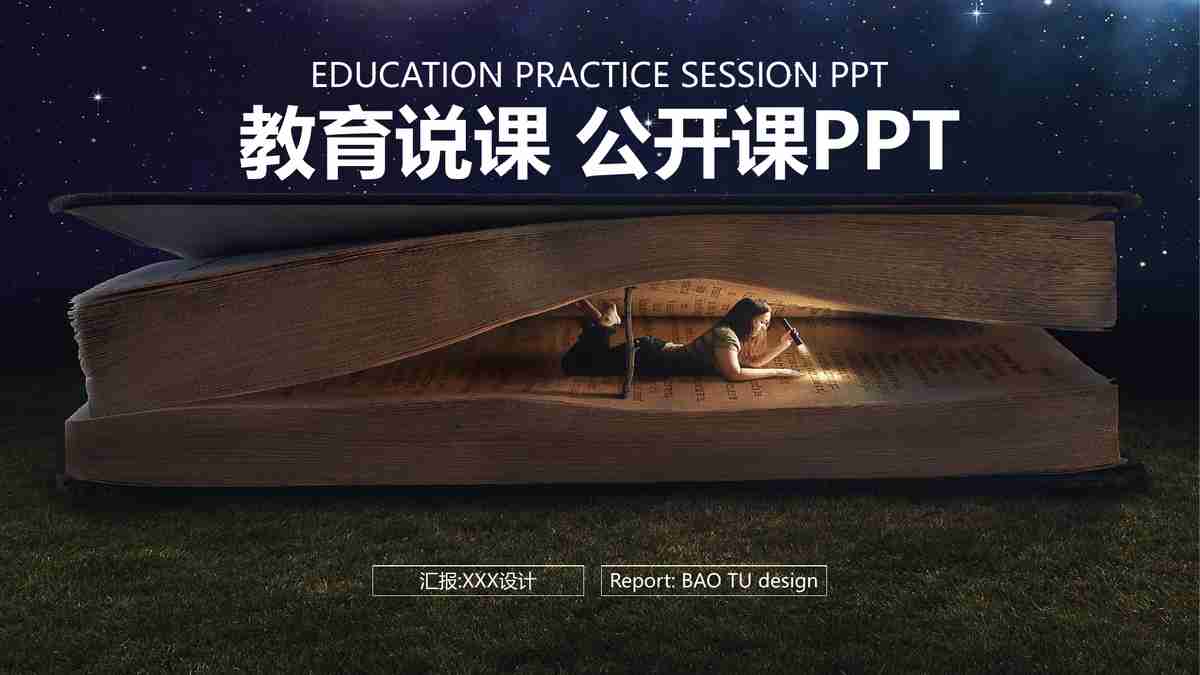 EDUCATION PRACTICE SESSION PPT
教育说课 公开课PPT
汇报:XXX设计
Report: BAO TU design